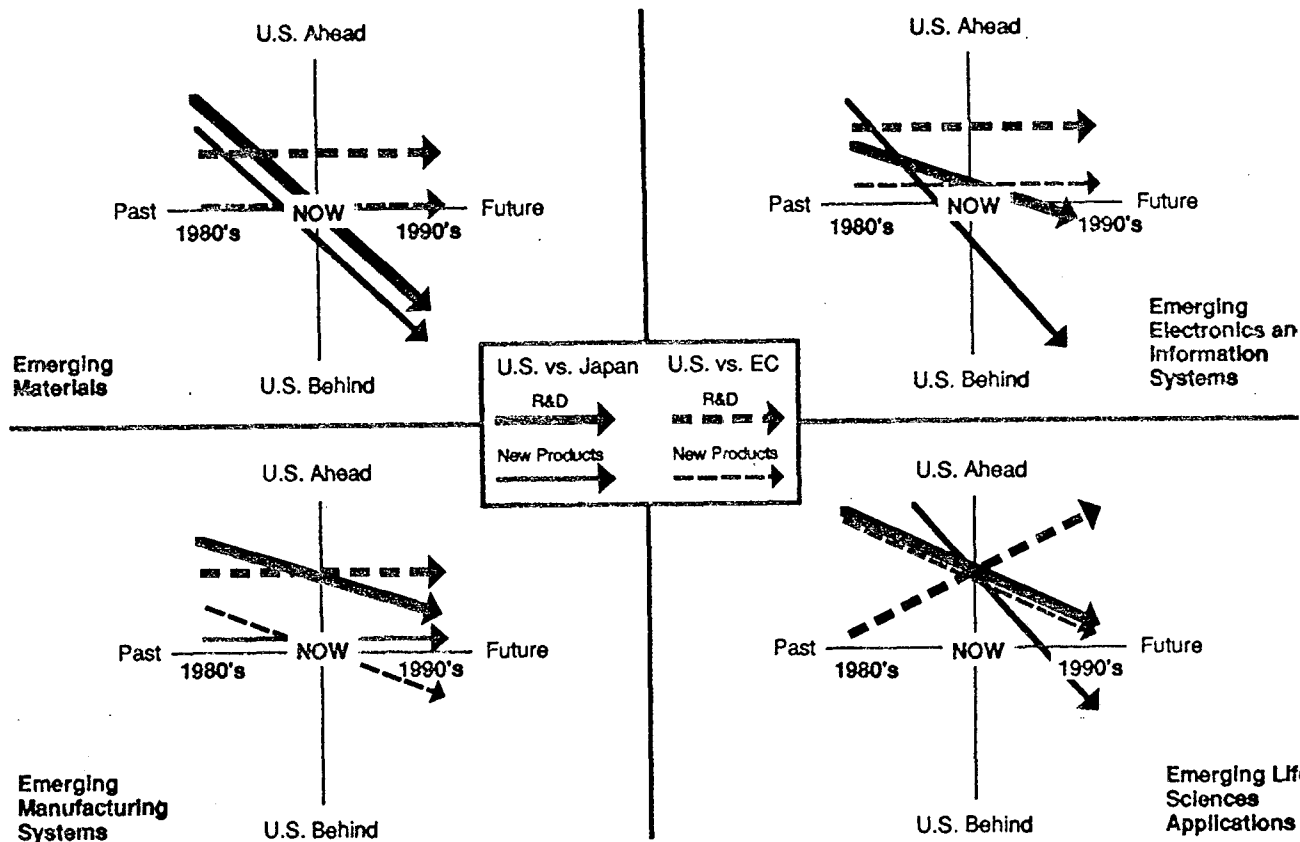 U.S. Ahead
Past
NOW
Future
1980's
1990's
U.S. Behind
Emerging
Materials
U.S. Ahead
Past
NOW
Future
1980's
1990's
U.S. Behind
Emerging
Electronics an
Information
Systems
U.S. vs. Japan
U.S. vs. EC
R&D
R&D
New Products
New Products
U.S. Ahead
Past
NOW
Future
1980's
1990's
U.S. Behind
Emerging
Manufacturing
Systems
U.S. Ahead
Past
NOW
Future
1980's
1990's
U.S. Behind
Emerging Life
Sciences
Applications